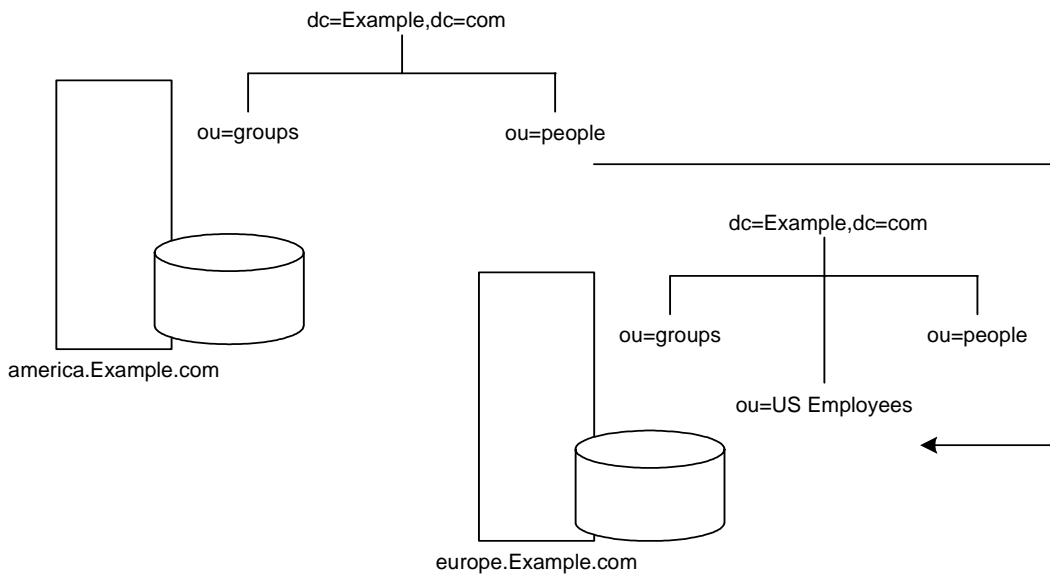 dc=Example,dc=com
ou=groups
ou=people
america.Example.com
dc=Example,dc=com
ou=groups
ou=people
ou=US Employees
europe.Example.com